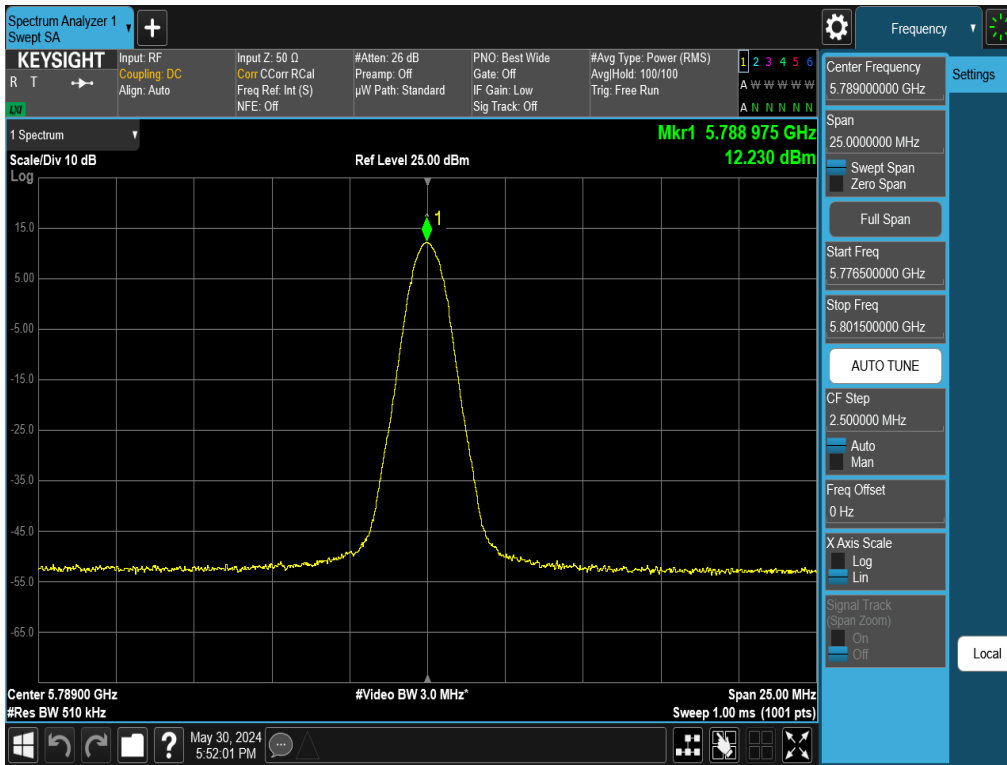 Spectrum Analyzer 1
Swept SA
+
Frequency
KEYSIGHT
R T
LXI
Input: RF
Coupling: DC
Align: Auto
Input Z: 50 Ω
Corr CCorr RCal
Freq Ref: Int (S)
NFE: Off
#Atten: 26 dB
Preamp: Off
µW Path: Standard
PNO: Best Wide
Gate: Off
IF Gain: Low
Sig Track: Off
#Avg Type: Power (RMS)
Avg|Hold: 100/100
Trig: Free Run
1 2 3 4 5 6
A W W W W W
A N N N N N
1 Spectrum
Scale/Div 10 dB
Log
Ref Level 25.00 dBm
Mkr1 5.788 975 GHz
12.230 dBm
1
15.0
5.00
-5.00
-15.0
-25.0
-35.0
-45.0
-55.0
-65.0
Center 5.78900 GHz
#Res BW 510 kHz
#Video BW 3.0 MHz*
Span 25.00 MHz
Sweep 1.00 ms (1001 pts)
Center Frequency
5.789000000 GHz
Span
25.0000000 MHz
Swept Span
Zero Span
Full Span
Start Freq
5.776500000 GHz
Stop Freq
5.801500000 GHz
AUTO TUNE
CF Step
2.500000 MHz
Auto
Man
Freq Offset
0 Hz
X Axis Scale
Log
Lin
Signal Track
(Span Zoom)
On
Off
Settings
Local
?
May 30, 2024
5:52:01 PM